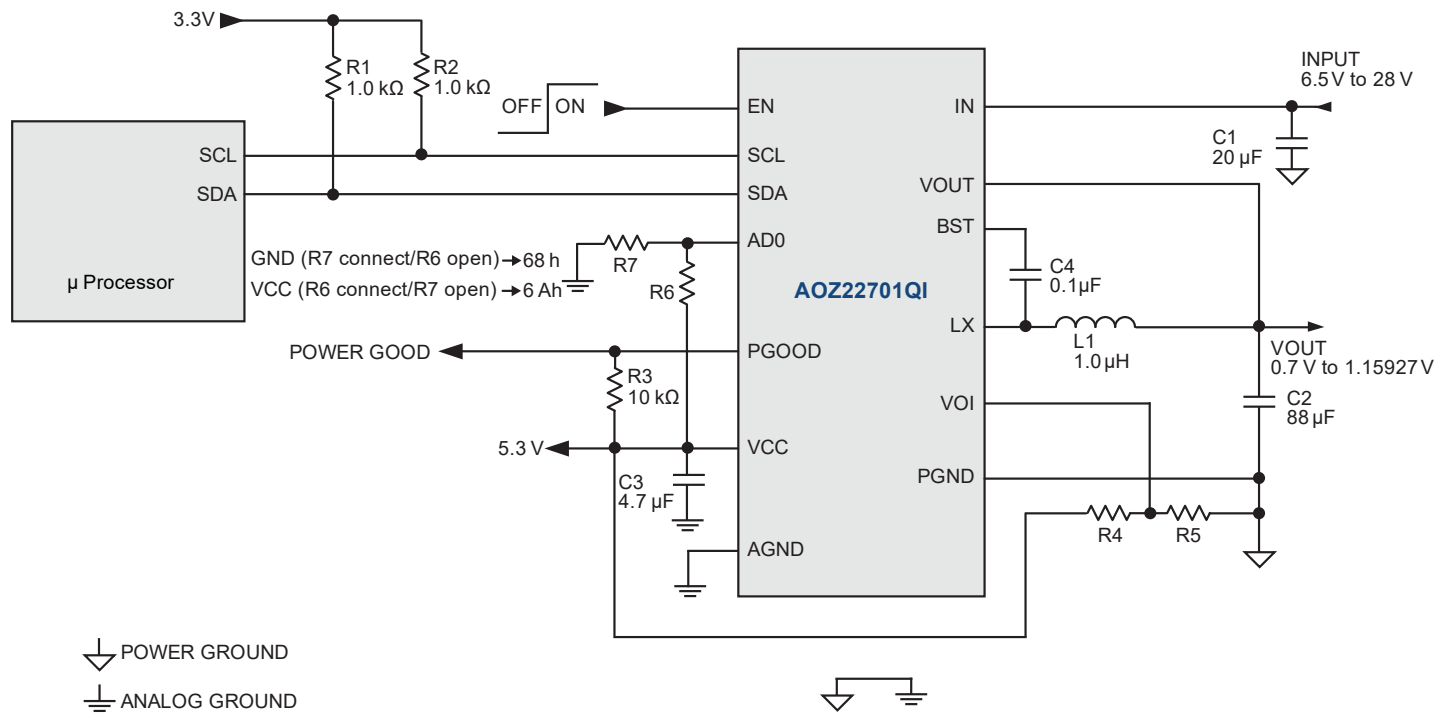 3.3V
R1
1.0 kΩ
R2
1.0 kΩ
OFF
ON
μ Processor
SCL
SDA
GND (R7 connect/R6 open)→68 h
VCC (R6 connect/R7 open)→6 Ah
R7
R6
POWER GOOD
R3
10 kΩ
5.3 V
C3
4.7 μF
EN
SCL
SDA
AD0
PGOOD
VCC
AGND
AOZ22701QI
IN
VOUT
BST
LX
VOI
PGND
INPUT
6.5 V to 28 V
C1
20 μF
C4
0.1μF
L1
1.0 μH
VOUT
0.7 V to 1.15927 V
C2
88 μF
R4
R5
POWER GROUND
ANALOG GROUND